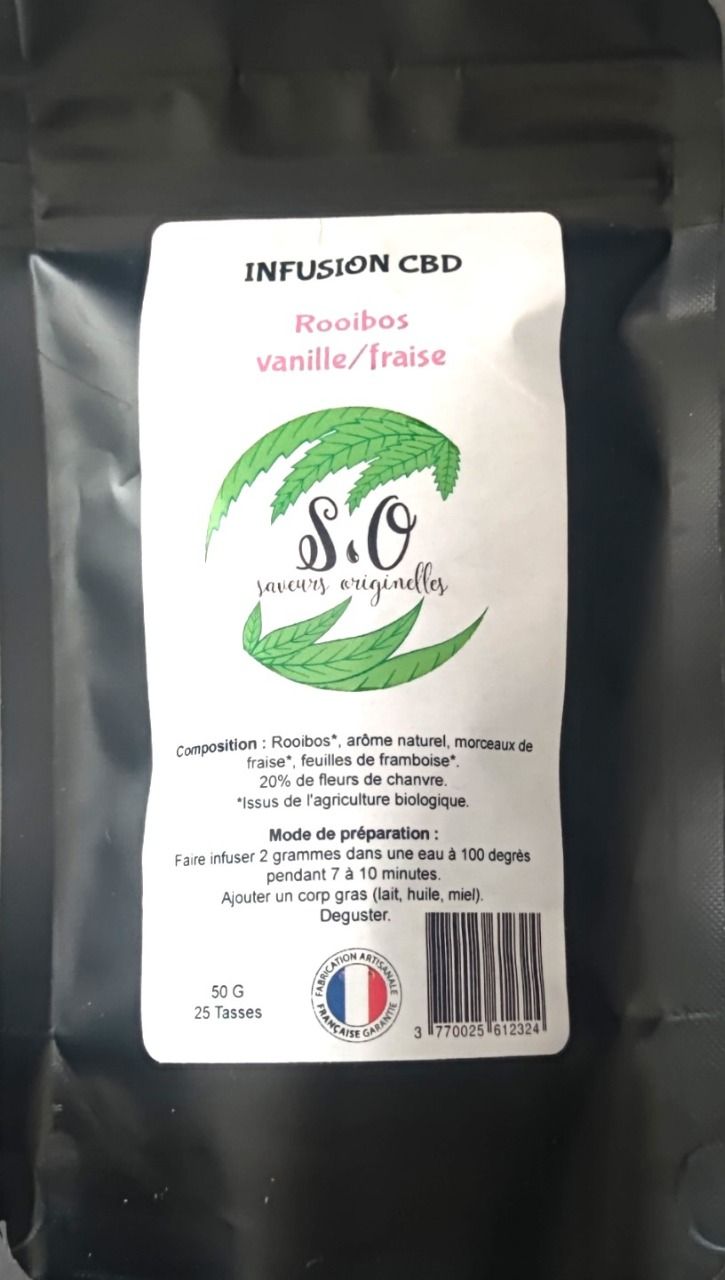 INFUSION CBD
Rooibos
vanille/fraise
S.O
saveurs originelles
Composition : Rooibos*, arôme naturel, morceaux de
fraise*, feuilles de framboise*.
20% de fleurs de chanvre.
*Issus de l'agriculture biologique.
Mode de préparation :
Faire infuser 2 grammes dans une eau à 100 degrès
pendant 7 à 10 minutes.
Ajouter un corp gras (lait, huile, miel).
Deguster.
50 G
25 Tasses
FABRICATION ARTISANALE
FRANÇAISE GARANTIE
3 770025 612324